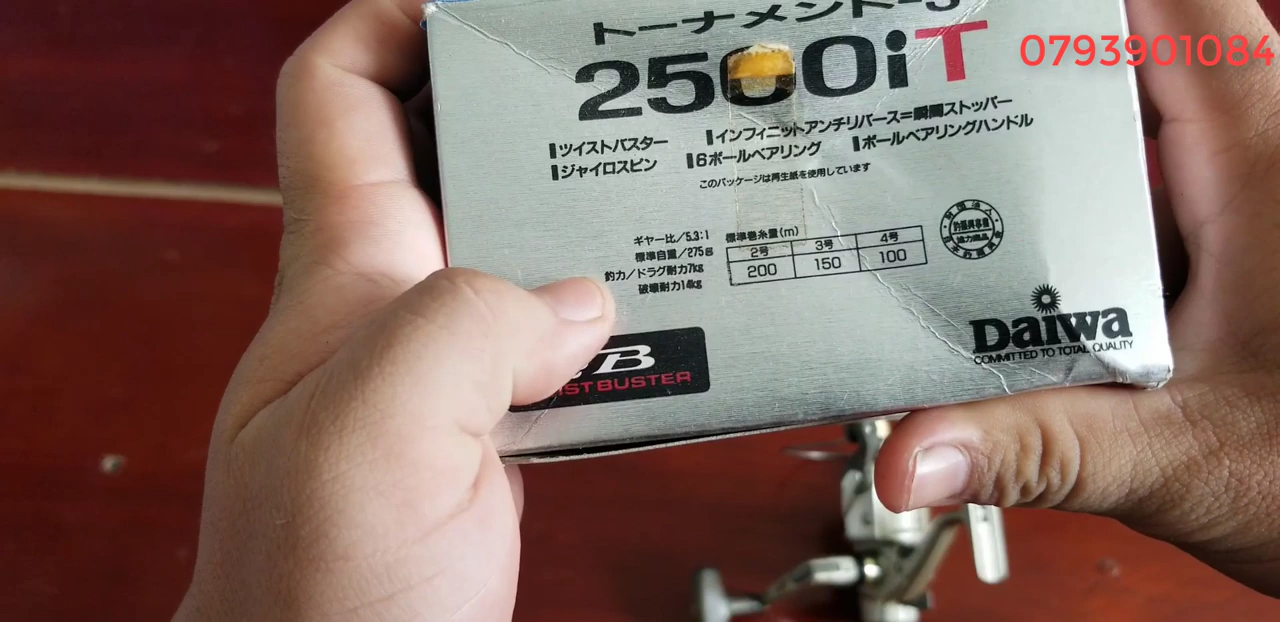 トーナメント-S
2500iT
0793901084
▌ツイストバスター ▌インフィニットアンチリバース=瞬間ストッパー
▌ジャイロスピン ▌6ボールベアリング ▌ボールベアリングハンドル
このパッケージは再生紙を使用しています
ギヤー比/5.3:1
標準自重/275g
釣力/ドラグ耐力7kg
破壊耐力14kg
標準巻糸量(m)
2号 3号 4号
200 150 100
Daiwa
COMMITTED TO TOTAL QUALITY
B
IST BUSTER